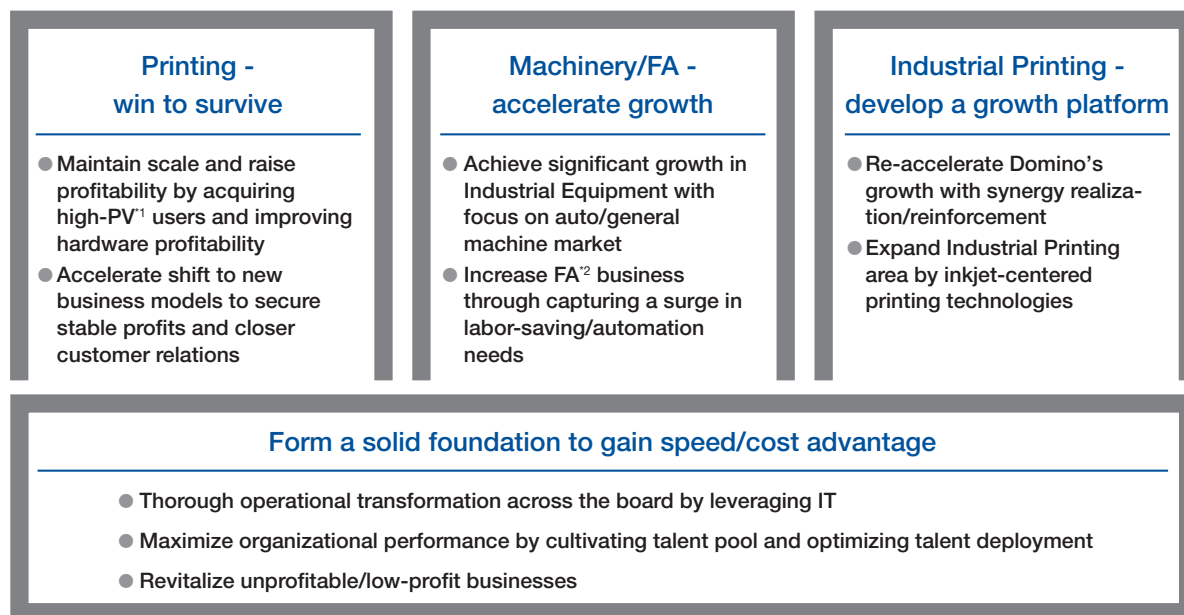 Printing -
win to survive
● Maintain scale and raise
profitability by acquiring
high-PV*1 users and improving
hardware profitability
● Accelerate shift to new
business models to secure
stable profits and closer
customer relations
Machinery/FA -
accelerate growth
● Achieve significant growth in
Industrial Equipment with
focus on auto/general
machine market
● Increase FA*2 business
through capturing a surge in
labor-saving/automation
needs
Industrial Printing -
develop a growth platform
● Re-accelerate Domino’s
growth with synergy realiza-
tion/reinforcement
● Expand Industrial Printing
area by inkjet-centered
printing technologies
Form a solid foundation to gain speed/cost advantage
● Thorough operational transformation across the board by leveraging IT
● Maximize organizational performance by cultivating talent pool and optimizing talent deployment
● Revitalize unprofitable/low-profit businesses